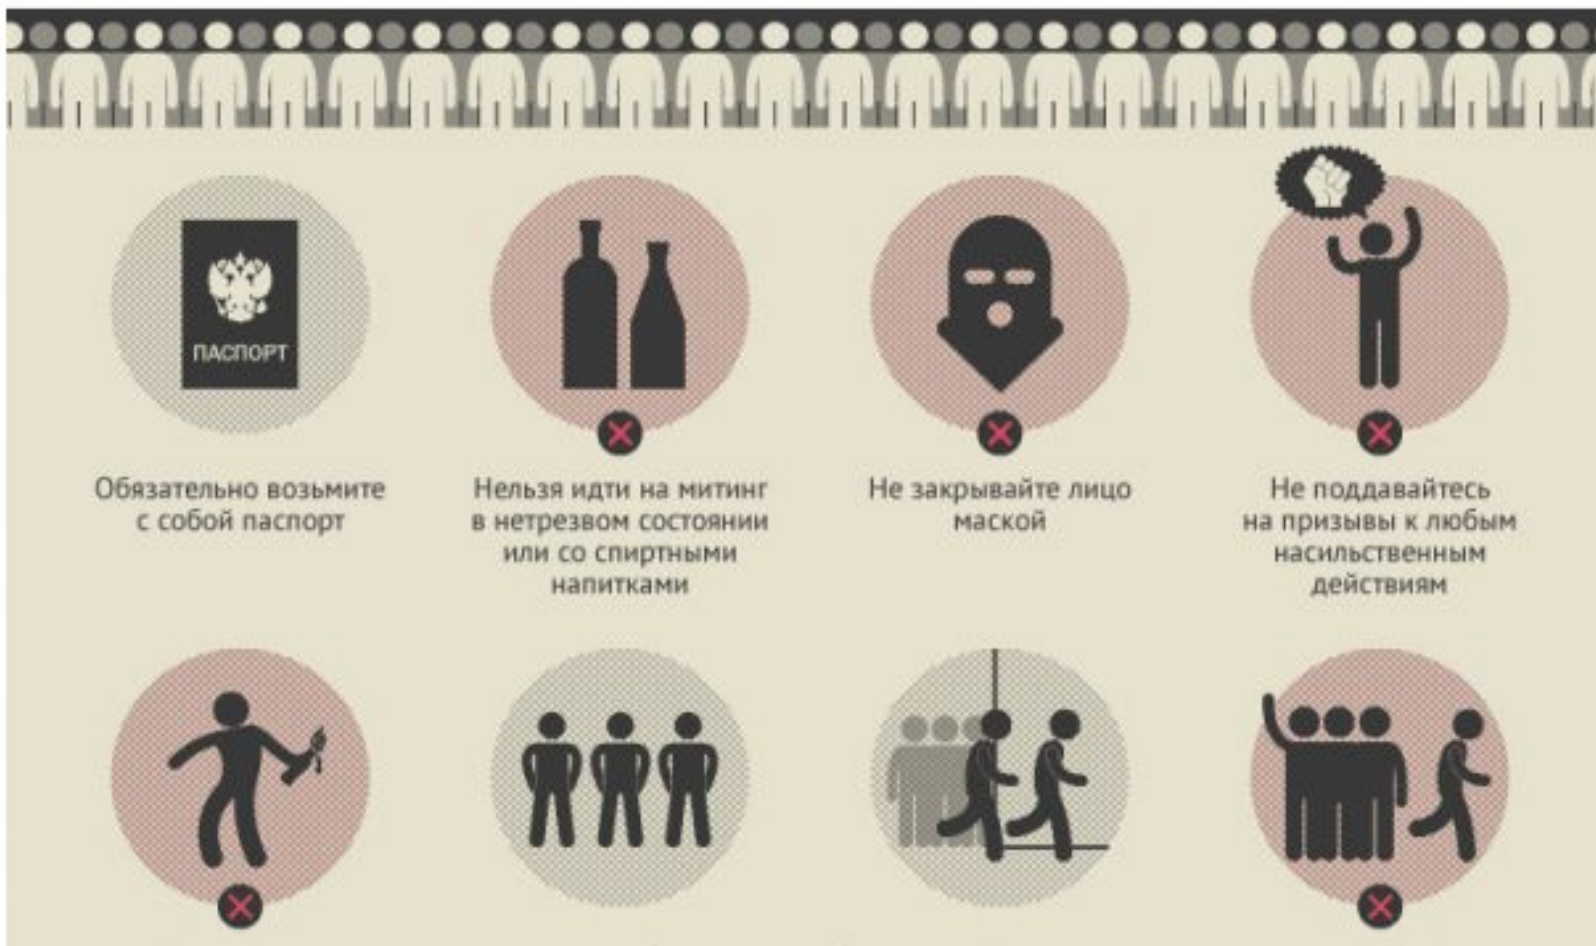 ПАСПОРТ
Обязательно возьмите
с собой паспорт
Нельзя идти на митинг
в нетрезвом состоянии
или со спиртными
напитками
Не закрывайте лицо
маской
Не поддавайтесь
на призывы к любым
насильственным
действиям